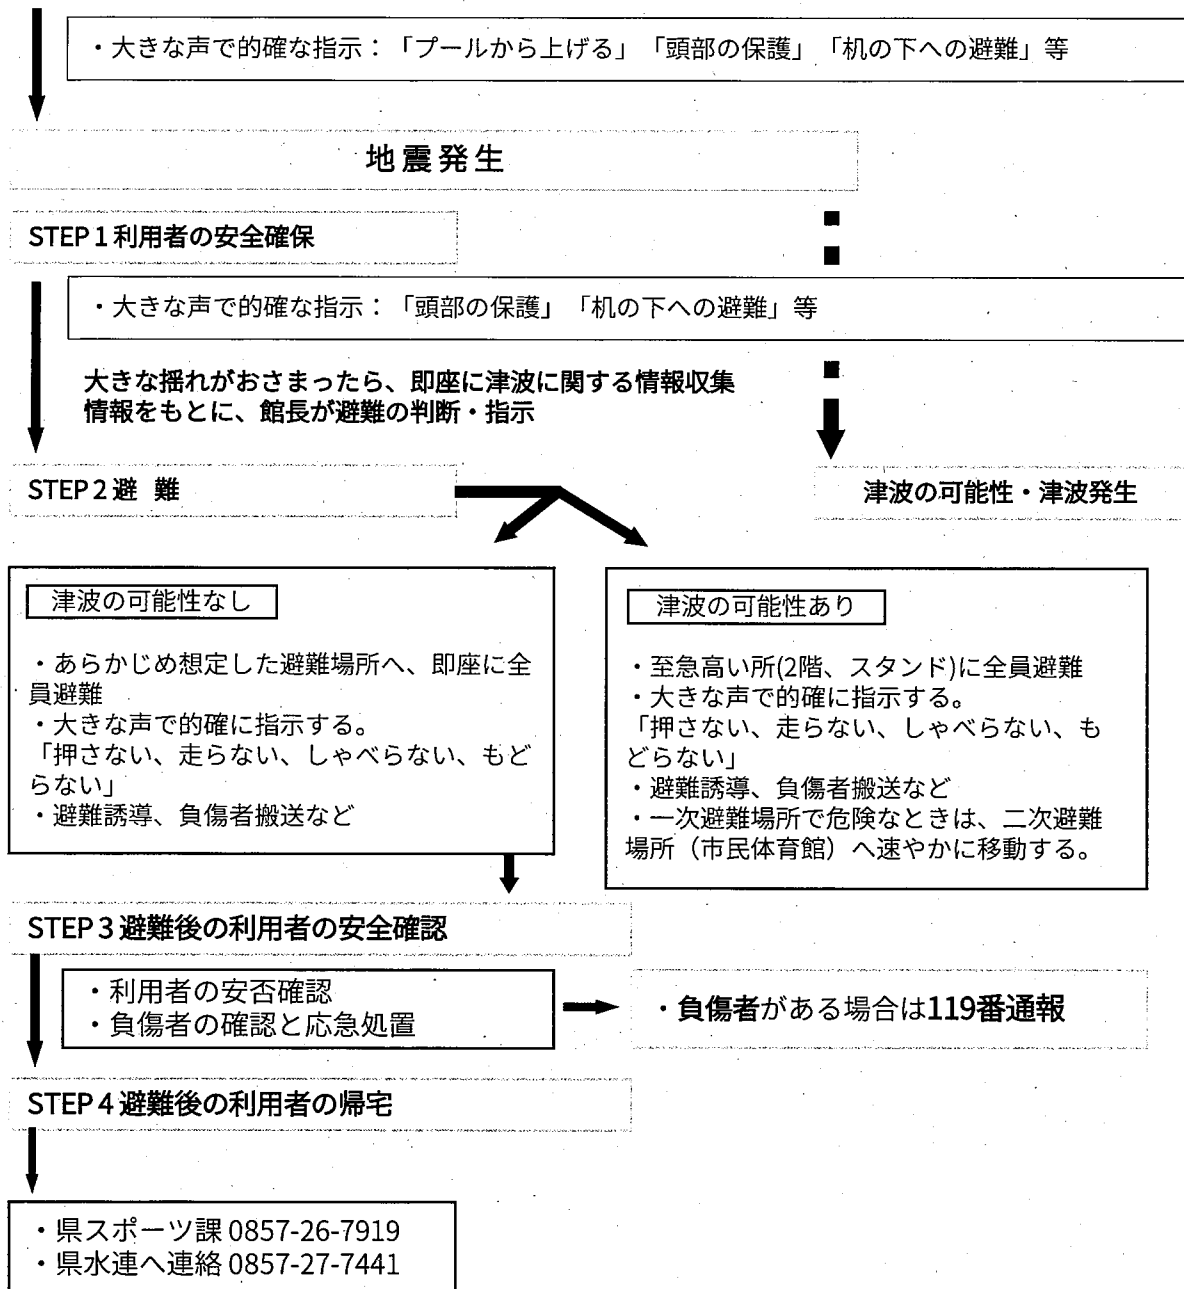 ・大きな声で的確な指示：「プールから上げる」「頭部の保護」「机の下への避難」等
地震発生
STEP1利用者の安全確保
・大きな声で的確な指示：「頭部の保護」「机の下への避難」等
大きな揺れがおさまったら、即座に津波に関する情報収集
情報をもとに、館長が避難の判断・指示
STEP2避 難
津波の可能性・津波発生
津波の可能性なし
・あらかじめ想定した避難場所へ、即座に全
員避難
・大きな声で的確に指示する。
「押さない、走らない、しゃべらない、もど
らない」
・避難誘導、負傷者搬送など
津波の可能性あり
・至急高い所(2階、スタンド)に全員避難
・大きな声で的確に指示する。
「押さない、走らない、しゃべらない、も
どらない」
・避難誘導、負傷者搬送など
・一次避難場所で危険なときは、二次避難
場所（市民体育館）へ速やかに移動する。
STEP3避難後の利用者の安全確認
・利用者の安否確認
・負傷者の確認と応急処置
・負傷者がある場合は119番通報
STEP4避難後の利用者の帰宅
・県スポーツ課 0857-26-7919
・県水連へ連絡 0857-27-7441